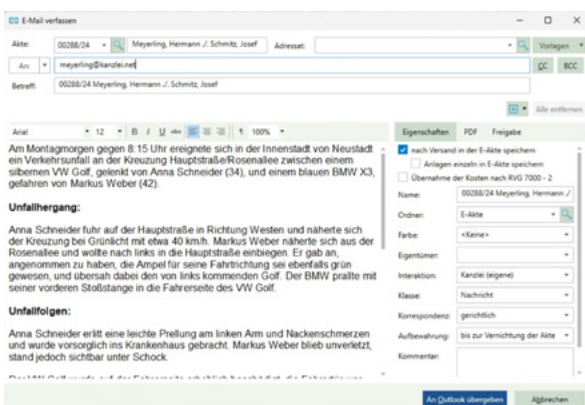 E-Mail verfassen
Akte: 00288/24 Meyerling, Hermann ./. Schmitz, Josef Adressat: Vorlagen
An: meyerling@kanzlei.net CC BCC
Betreff: 00288/24 Meyerling, Hermann ./. Schmitz, Josef
Alle entfernen
Arial 12 B I U abc ¶ 100%
Am Montagmorgen gegen 8:15 Uhr ereignete sich in der Innenstadt von Neustadt
ein Verkehrsunfall an der Kreuzung Hauptstraße/Rosenallee zwischen einem
silbernen VW Golf, gelenkt von Anna Schneider (34), und einem blauen BMW X3,
gefahren von Markus Weber (42).
Unfallhergang:
Anna Schneider fuhr auf der Hauptstraße in Richtung Westen und näherte sich
der Kreuzung bei Grünlicht mit etwa 40 km/h. Markus Weber näherte sich aus der
Rosenallee und wollte nach links in die Hauptstraße einbiegen. Er gab an,
angenommen zu haben, die Ampel für seine Fahrtrichtung sei ebenfalls grün
gewesen, und übersah dabei den von links kommenden Golf. Der BMW prallte mit
seiner vorderen Stoßstange in die Fahrerseite des VW Golf.
Unfallfolgen:
Anna Schneider erlitt eine leichte Prellung am linken Arm und Nackenschmerzen
und wurde vorsorglich ins Krankenhaus gebracht. Markus Weber blieb unverletzt,
stand jedoch sichtbar unter Schock.
Eigenschaften PDF Freigabe
nach Versand in der E-Akte speichern
Anlagen einzeln in E-Akte speichern
Übernahme der Kosten nach RVG 7000 - 2
Name: 00288/24 Meyerling, Hermann ./
Ordner: E-Akte
Farbe: <Keine>
Eigentümer:
Interaktion: Kanzlei (eigene)
Klasse: Nachricht
Korrespondenz: gerichtlich
Aufbewahrung: bis zur Vernichtung der Akte
Kommentar:
An Outlook übergeben Abbrechen